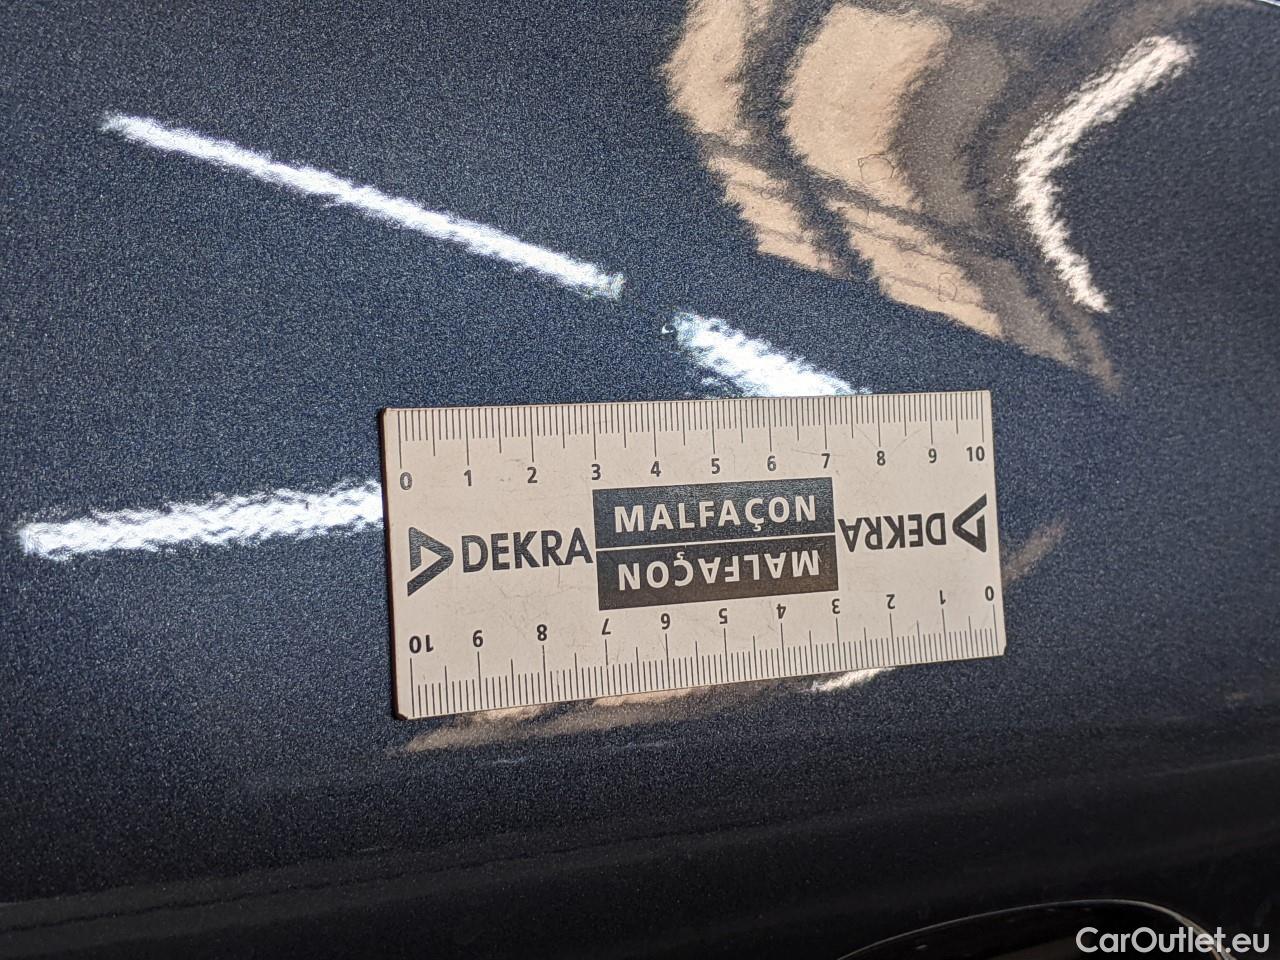 0 1 2 3 4 5 6 7 8 9 10
DEKRA MALFAÇON DEKRA
MALFAÇON
10 9 8 7 6 5 4 3 2 1 0
CarOutlet.eu